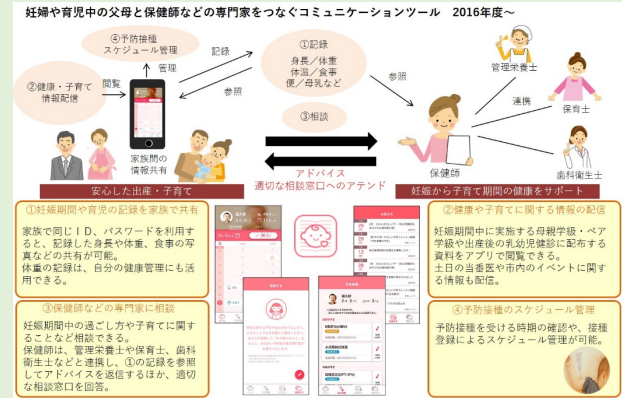 妊婦や育児中の父母と保健師などの専門家をつなぐコミュニケーションツール　2016年度～
④予防接種
スケジュール管理
管理
②健康・子育て
情報配信
閲覧
家族間の
情報共有
記録
参照
①記録
身長／体重
体温／食事
便／母乳など
③相談
参照
アドバイス
適切な相談窓口へのアテンド
管理栄養士
連携
保育士
保健師
歯科衛生士
安心した出産・子育て
妊娠から子育て期間の健康をサポート
①妊娠期間や育児の記録を家族で共有
家族で同じＩＤ、パスワードを利用す
ると、記録した身長や体重、食事の写
真などの共有が可能。
体重の記録は、自分の健康管理にも活
用できる。
③保健師などの専門家に相談
妊娠期間中の過ごし方や子育てに関す
ることなど相談できる。
保健師は、管理栄養士や保育士、歯科
衛生士などと連携し、①の記録を参照
してアドバイスを返信するほか、適切
な相談窓口を回答。
②健康や子育てに関する情報の配信
妊娠期間中に実施する母親学級・ペア
学級や出産後の乳幼児健診に配布する
資料をアプリで閲覧できる。
土日の当番医や市内のイベントに関す
る情報も配信。
④予防接種のスケジュール管理
予防接種を受ける時期の確認や、接種
登録によるスケジュール管理が可能。